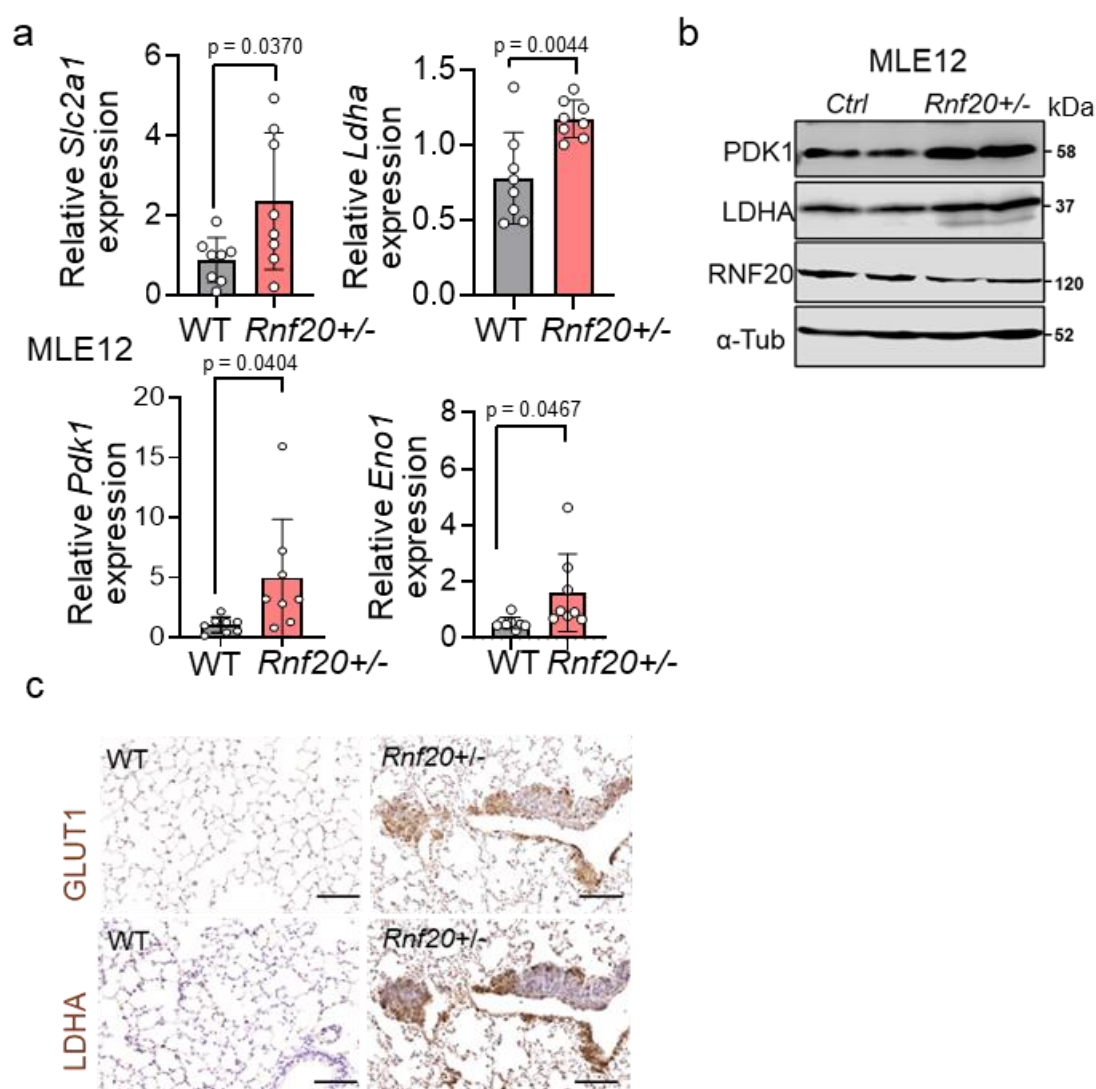 a
p = 0.0370
Relative Slc2a1
expression
6
4
2
0
WT Rnf20+/-
p = 0.0044
Relative Ldha
expression
1.5
1.0
0.5
0.0
WT Rnf20+/-
MLE12
p = 0.0404
Relative Pdk1
expression
20
15
10
5
0
WT Rnf20+/-
p = 0.0467
Relative Eno1
expression
8
6
4
2
0
WT Rnf20+/-
b
MLE12
Ctrl Rnf20+/- kDa
PDK1 58
LDHA 37
RNF20 120
α-Tub 52
c
GLUT1
WT
Rnf20+/-
LDHA
WT
Rnf20+/-